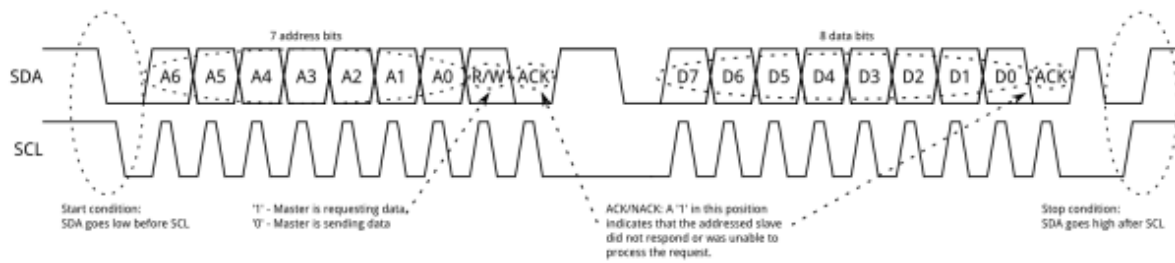 7 address bits
8 data bits
SDA
A6 A5 A4 A3 A2 A1 A0 R/W ACK
D7 D6 D5 D4 D3 D2 D1 D0 ACK
SCL
Start condition:
SDA goes low before SCL
'1' - Master is requesting data,
'0' - Master is sending data
ACK/NACK: A "1" in this position
indicates that the addressed slave
did not respond or was unable to
process the request.
Stop condition:
SDA goes high after SCL